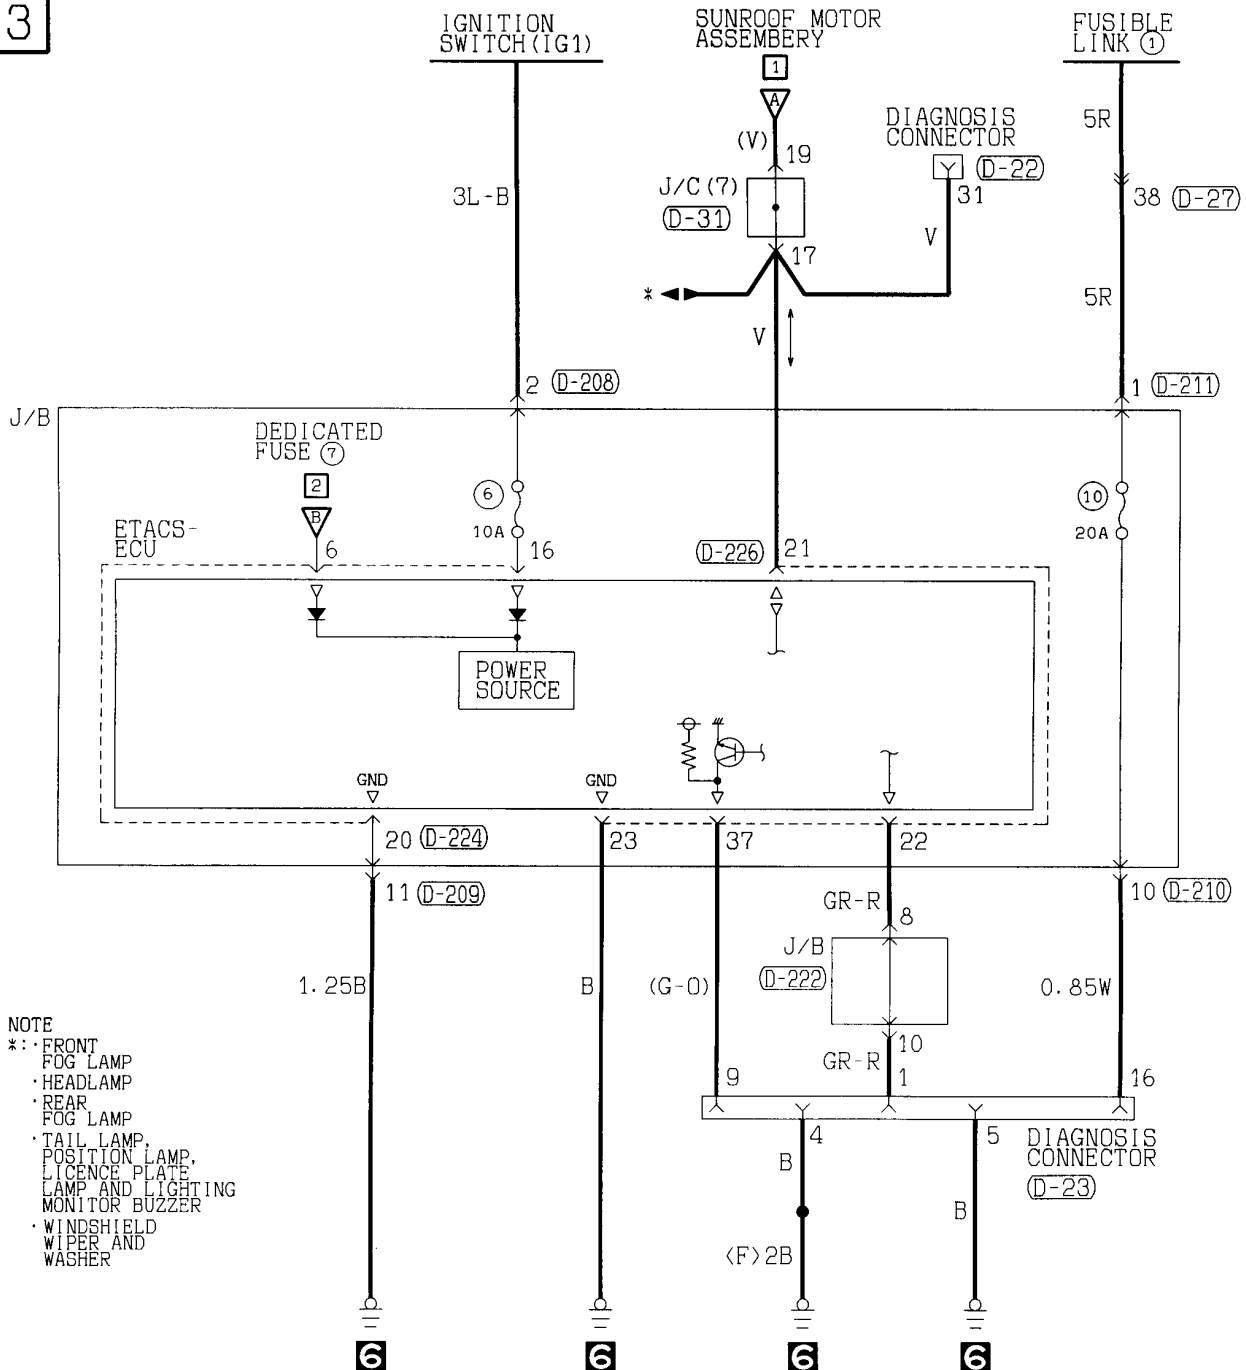 3
IGNITION
SWITCH(IG1)
SUNROOF MOTOR
ASSEMBERY
FUSIBLE
LINK ①
1
A
DIAGNOSIS
CONNECTOR
5R
(V)
19
(D-22)
J/C(7)
(D-31)
31
38 (D-27)
3L-B
V
17
*
5R
V
2 (D-208)
1 (D-211)
J/B
DEDICATED
FUSE ⑦
2
B
6
10A
10
20A
ETACS-
ECU
6
16
(D-226) 21
POWER
SOURCE
GND
GND
20 (D-224)
23
37
22
11 (D-209)
10 (D-210)
GR-R
8
J/B
(D-222)
1.25B
B
(G-O)
0.85W
NOTE
*:·FRONT
FOG LAMP
·HEADLAMP
·REAR
FOG LAMP
·TAIL LAMP,
POSITION LAMP,
LICENCE PLATE
LAMP AND LIGHTING
MONITOR BUZZER
·WINDSHIELD
WIPER AND
WASHER
10
GR-R
9
1
16
4
5
DIAGNOSIS
CONNECTOR
(D-23)
B
B
<F>2B
6
6
6
6